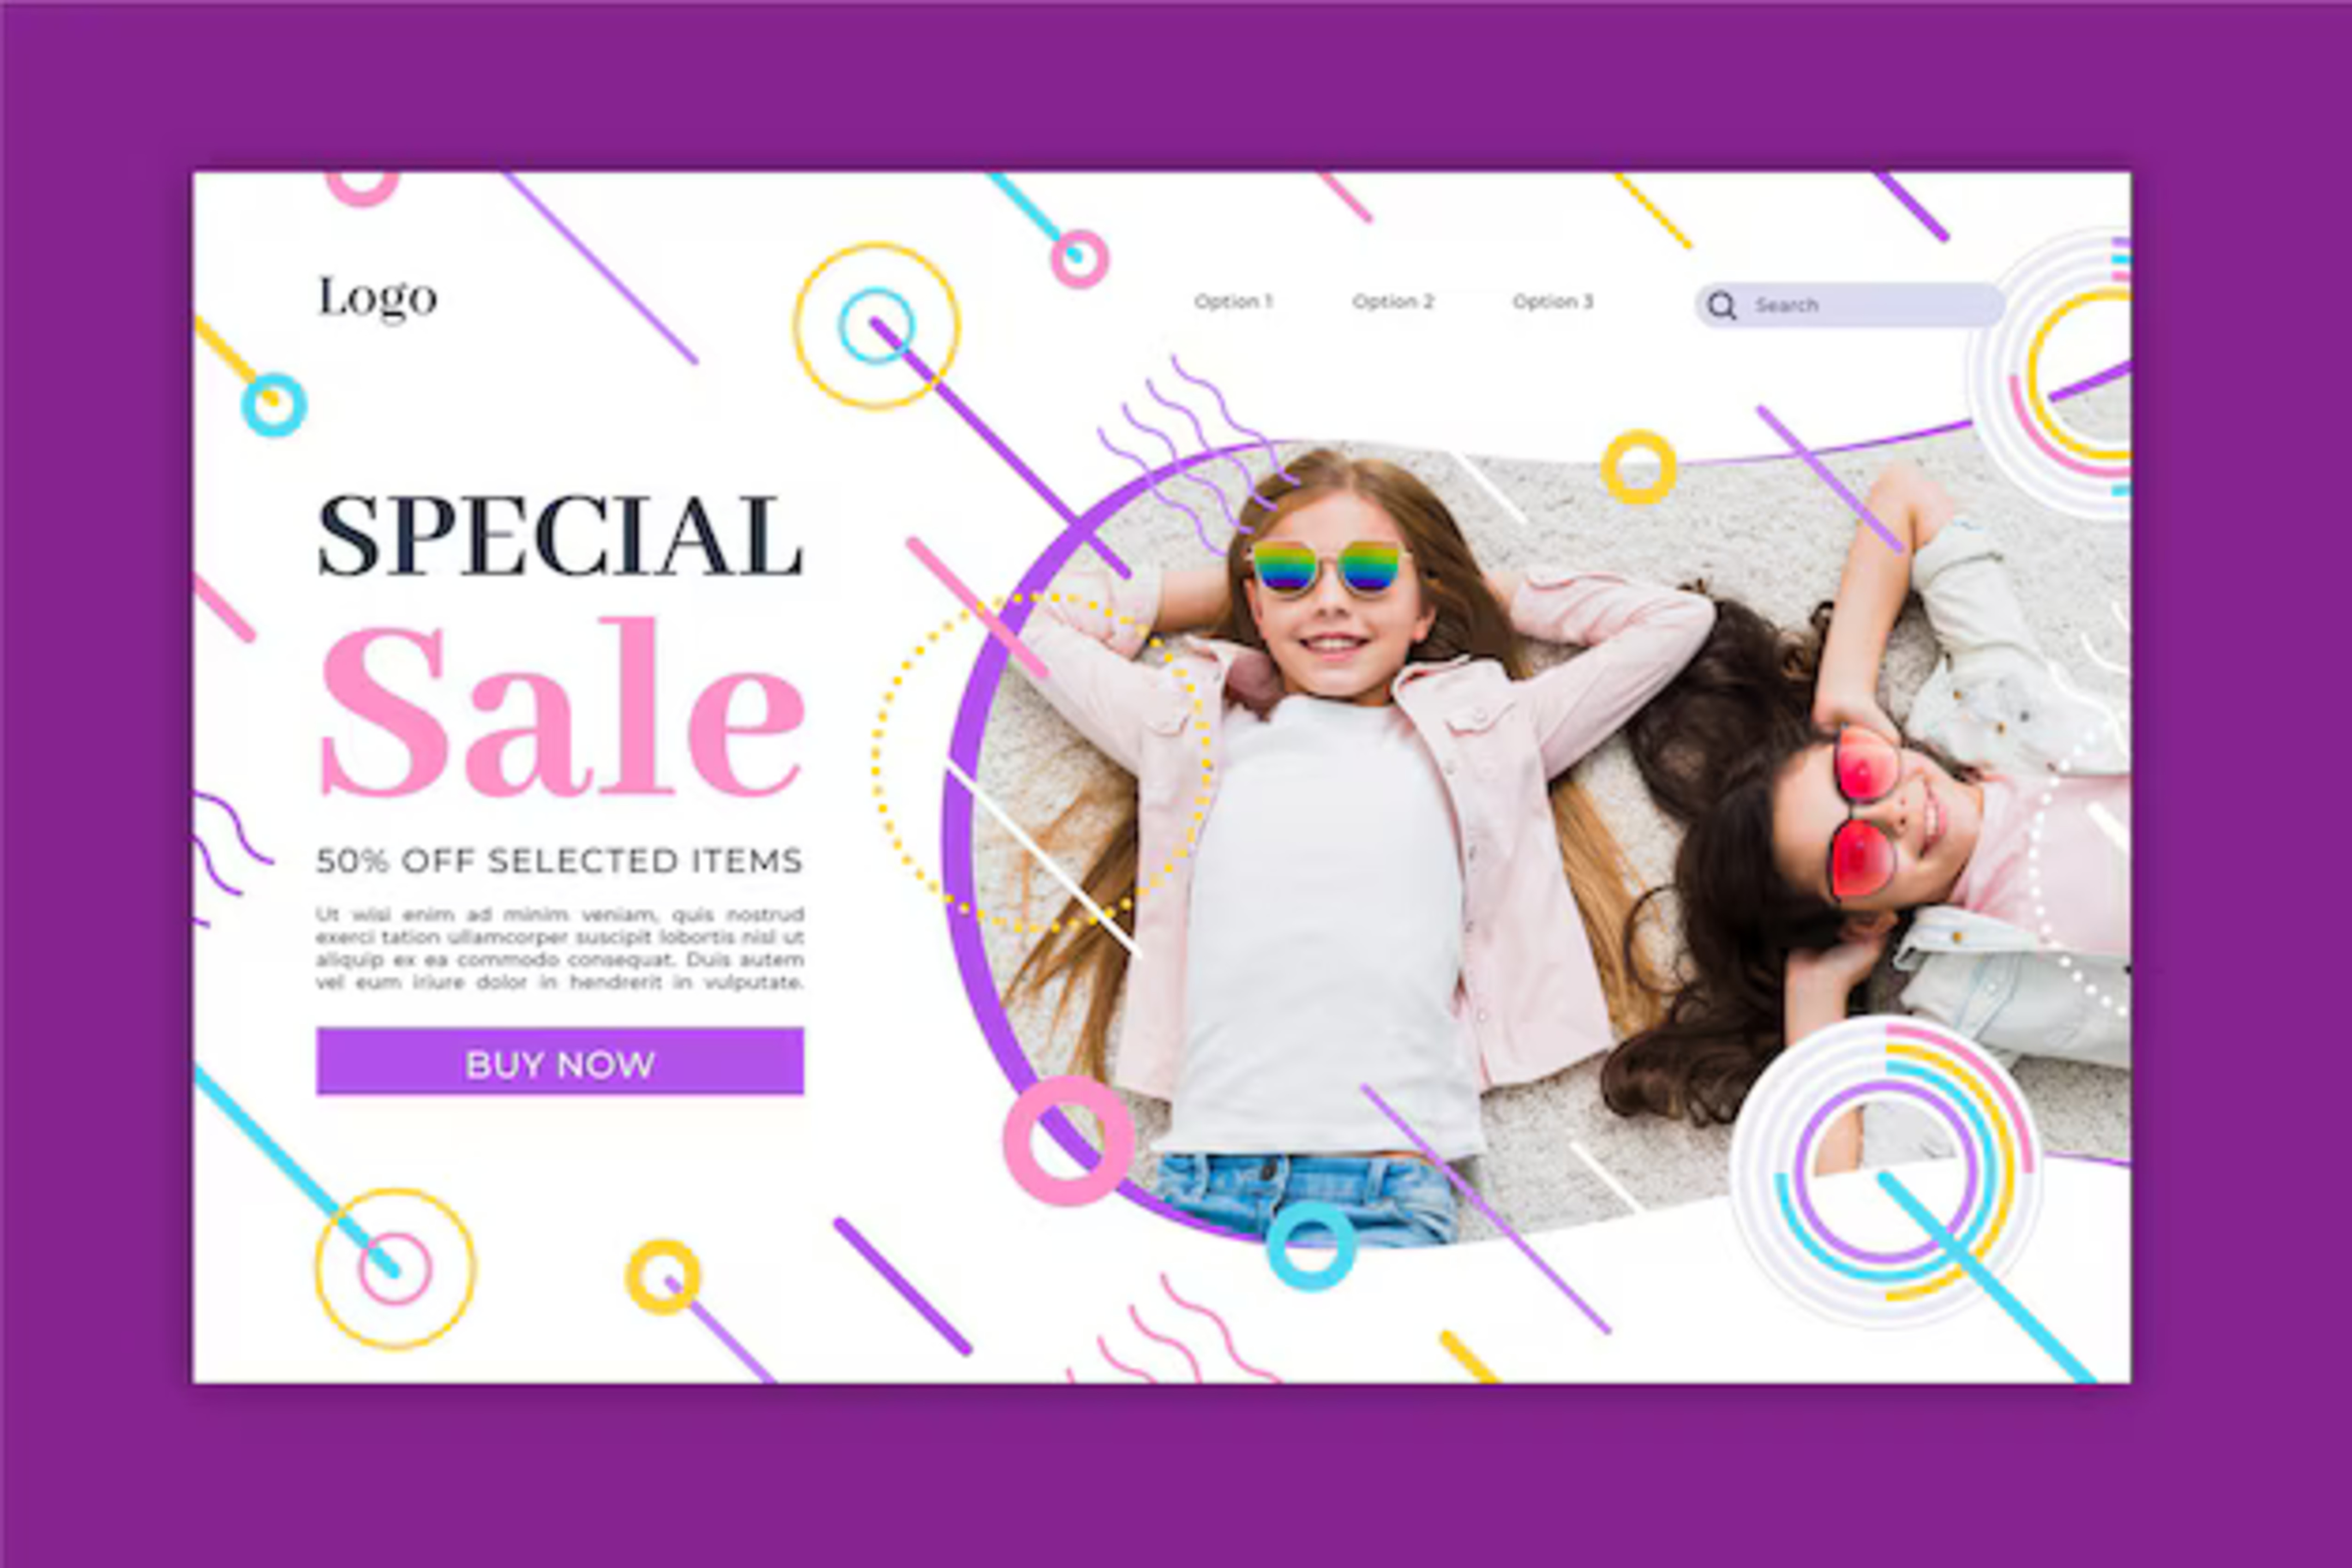 Logo
Option 1 Option 2 Option 3 Search
SPECIAL
Sale
50% OFF SELECTED ITEMS
Ut wisi enim ad minim veniam, quis nostrud
exerci tation ullamcorper suscipit lobortis nisl ut
aliquip ex ea commodo consequat. Duis autem
vel eum iriure dolor in hendrerit in vulputate.
BUY NOW